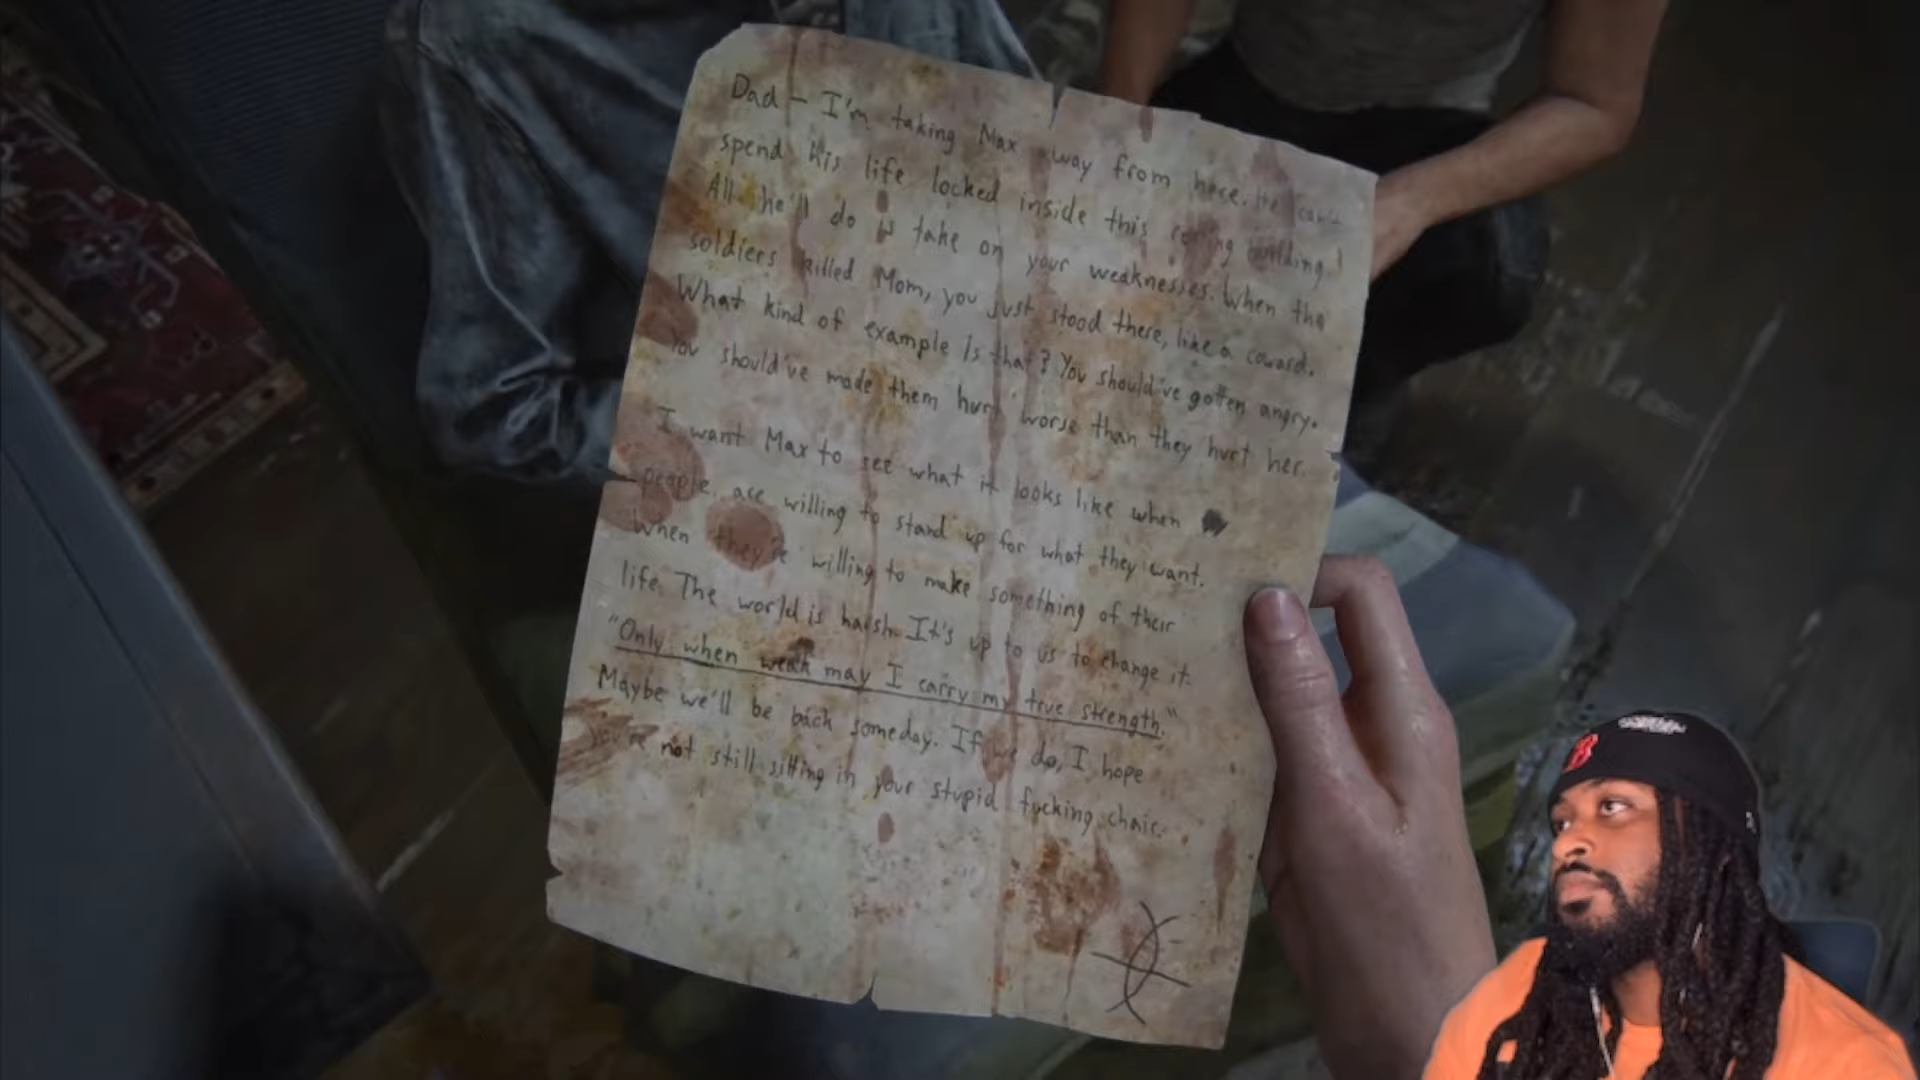 Dad - I'm taking Max away from here. He can't
spend his life locked inside this rotting building!
All he'll do is take on your weaknesses. When the
soldiers killed Mom, you just stood there, like a coward.
What kind of example is that? You should've gotten angry.
You should've made them hurt worse than they hurt her.
I want Max to see what it looks like when
people are willing to stand up for what they want.
When they're willing to make something of their
life. The world is harsh. It's up to us to change it.
"Only when weak may I carry my true strength."
Maybe we'll be back someday. If we do, I hope
you're not still sitting in your stupid fucking chair.
B